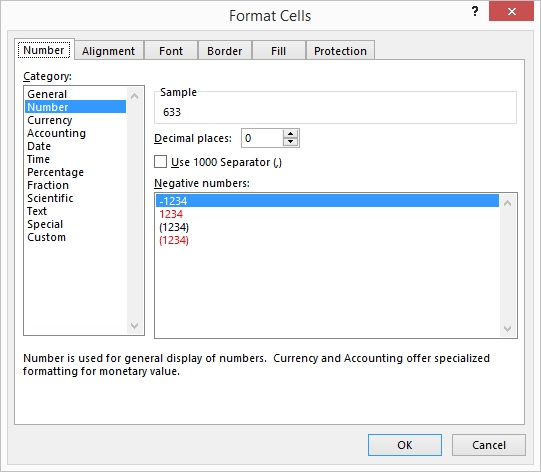 Format Cells
? ×
Number Alignment Font Border Fill Protection
Category:
General
Number
Currency
Accounting
Date
Time
Percentage
Fraction
Scientific
Text
Special
Custom
Sample
633
Decimal places: 0
Use 1000 Separator (,)
Negative numbers:
-1234
1234
(1234)
(1234)
Number is used for general display of numbers.  Currency and Accounting offer specialized
formatting for monetary value.
OK Cancel